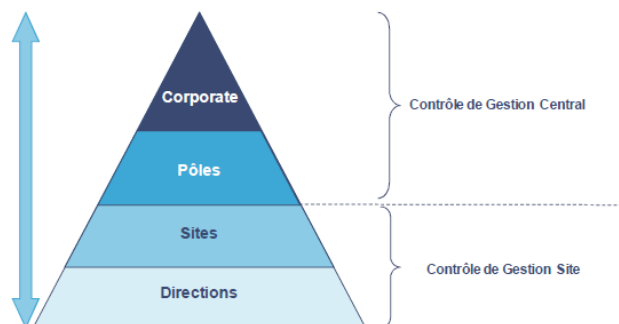 Corporate
Contrôle de Gestion Central
Pôles
Sites
Contrôle de Gestion Site
Directions